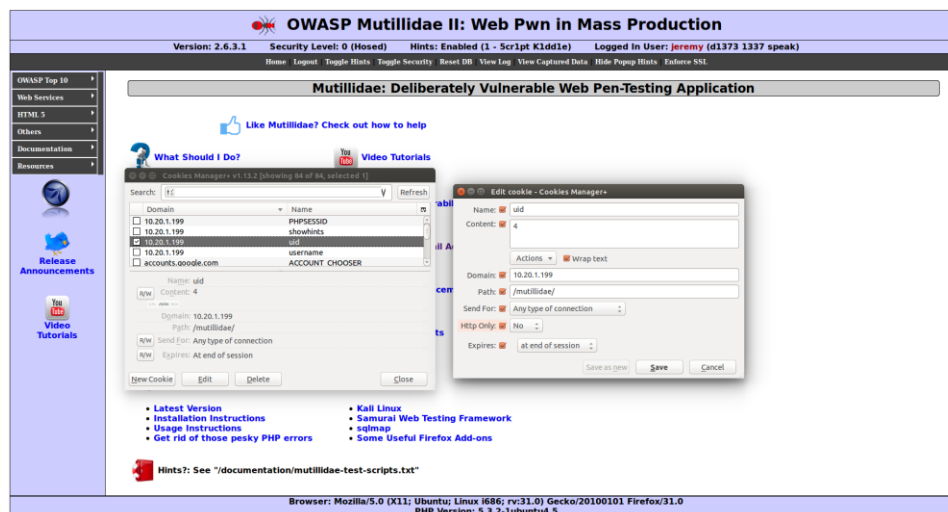 OWASP Mutillidae II: Web Pwn in Mass Production
Version: 2.6.3.1 Security Level: 0 (Hosed) Hints: Enabled (1 - 5cr1pt K1dd1e) Logged In User: jeremy (d1373 1337 speak)
Home Logout Toggle Hints Toggle Security Reset DB View Log View Captured Data Hide Popup Hints Enforce SSL
OWASP Top 10
Web Services
HTML 5
Others
Documentation
Resources
Release Announcements
You Tube
Video Tutorials
Mutillidae: Deliberately Vulnerable Web Pen-Testing Application
Like Mutillidae? Check out how to help
What Should I Do?
You Tube
Video Tutorials
Cookies Manager+ v1.13.2 [showing 84 of 84, selected 1]
Search: Refresh
Domain Name
10.20.1.199 PHPSESSID
10.20.1.199 showhints
10.20.1.199 uid
10.20.1.199 username
accounts.google.com ACCOUNT_CHOOSER
Name: uid
R/W Content: 4
Domain: 10.20.1.199
Path: /mutillidae/
R/W Send For: Any type of connection
R/W Expires: At end of session
New Cookie Edit Delete Close
Edit cookie - Cookies Manager+
Name: uid
Content: 4
Actions Wrap text
Domain: 10.20.1.199
Path: /mutillidae/
Send For: Any type of connection
Http Only: No
Expires: at end of session
Save as new Save Cancel
Latest Version
Installation Instructions
Usage Instructions
Get rid of those pesky PHP errors
Kali Linux
Samurai Web Testing Framework
sqlmap
Some Useful Firefox Add-ons
Hints?: See "/documentation/mutillidae-test-scripts.txt"
Browser: Mozilla/5.0 (X11; Ubuntu; Linux i686; rv:31.0) Gecko/20100101 Firefox/31.0
PHP Version: 5.3.2-1ubuntu4.5